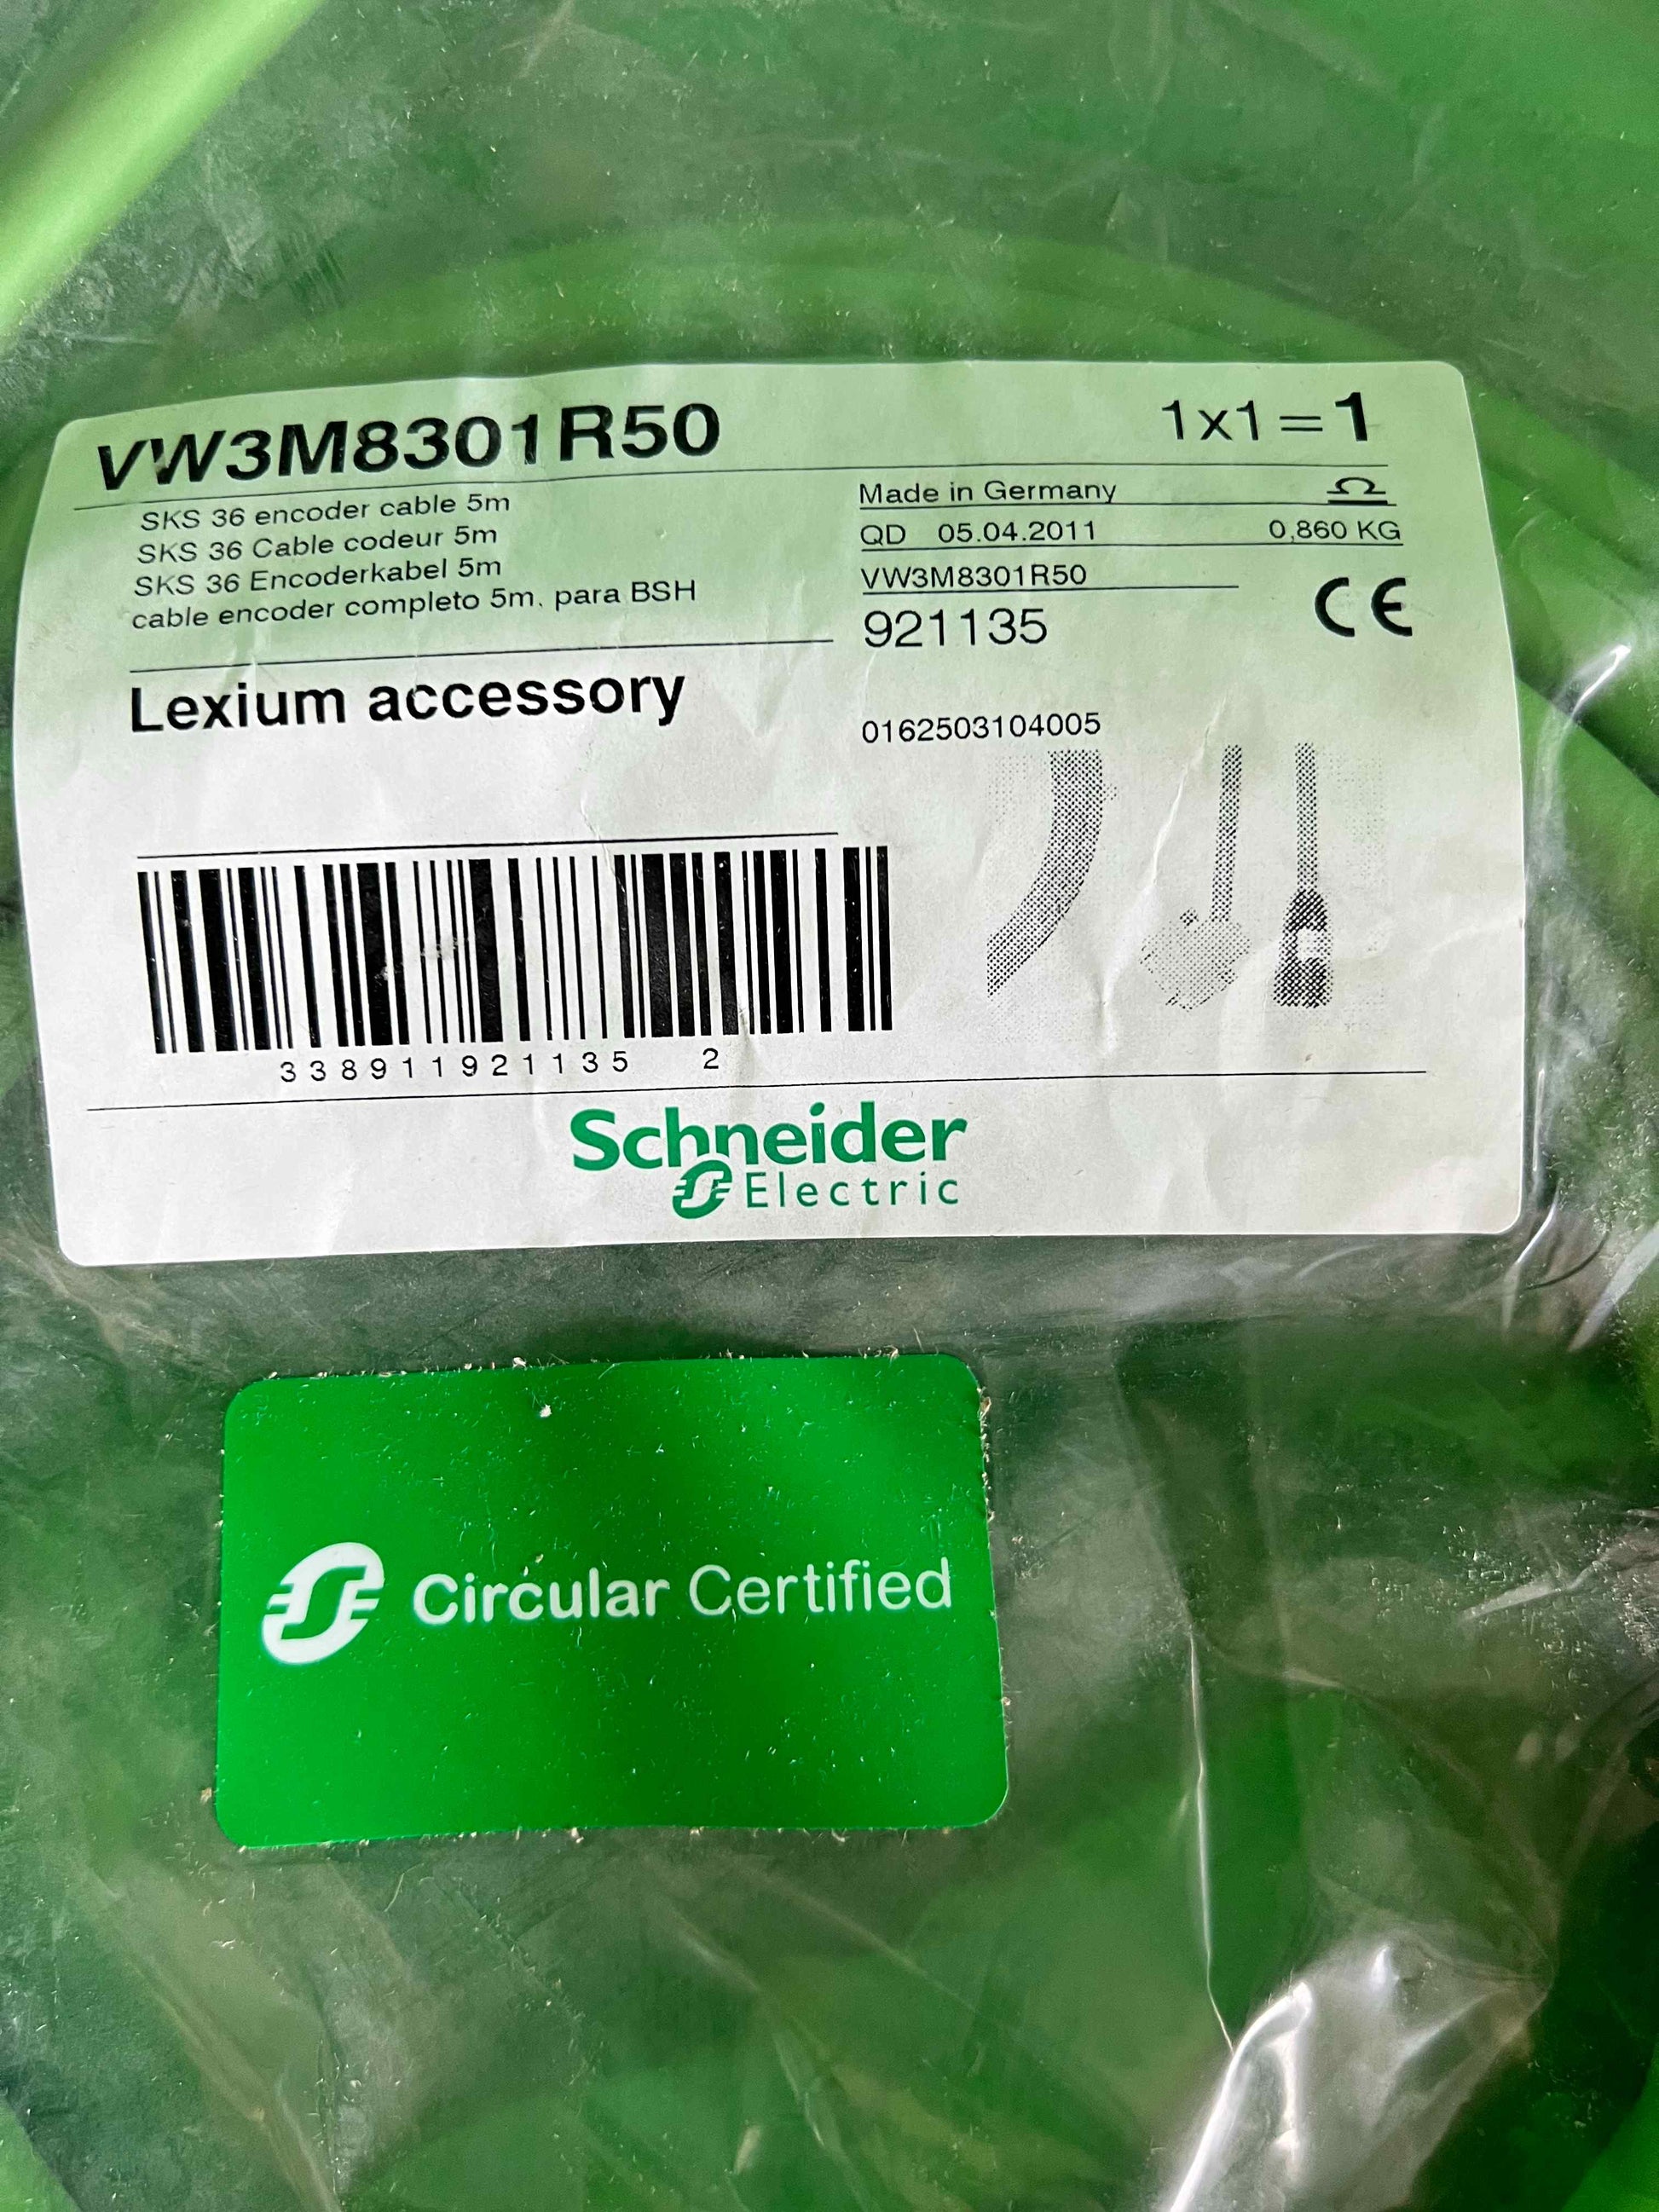 VW3M8301R50
1x1=1
SKS 36 encoder cable 5m
SKS 36 Cable codeur 5m
SKS 36 Encoderkabel 5m
cable encoder completo 5m. para BSH
Made in Germany
QD 05.04.2011 0,860 KG
VW3M8301R50
921135
CE
Lexium accessory
0162503104005
338911921135 2
Schneider
Electric
Circular Certified